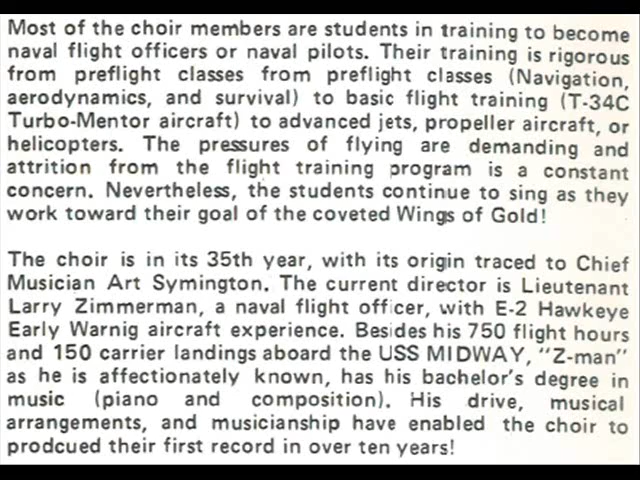 Most of the choir members are students in training to become
naval flight officers or naval pilots. Their training is rigorous
from preflight classes from preflight classes (Navigation,
aerodynamics, and survival) to basic flight training (T-34C
Turbo-Mentor aircraft) to advanced jets, propeller aircraft, or
helicopters. The pressures of flying are demanding and
attrition from the flight training program is a constant
concern. Nevertheless, the students continue to sing as they
work toward their goal of the coveted Wings of Gold!
The choir is in its 35th year, with its origin traced to Chief
Musician Art Symington. The current director is Lieutenant
Larry Zimmerman, a naval flight officer, with E-2 Hawkeye
Early Warnig aircraft experience. Besides his 750 flight hours
and 150 carrier landings aboard the USS MIDWAY, "Z-man"
as he is affectionately known, has his bachelor's degree in
music (piano and composition). His drive, musical
arrangements, and musicianship have enabled the choir to
prodcued their first record in over ten years!